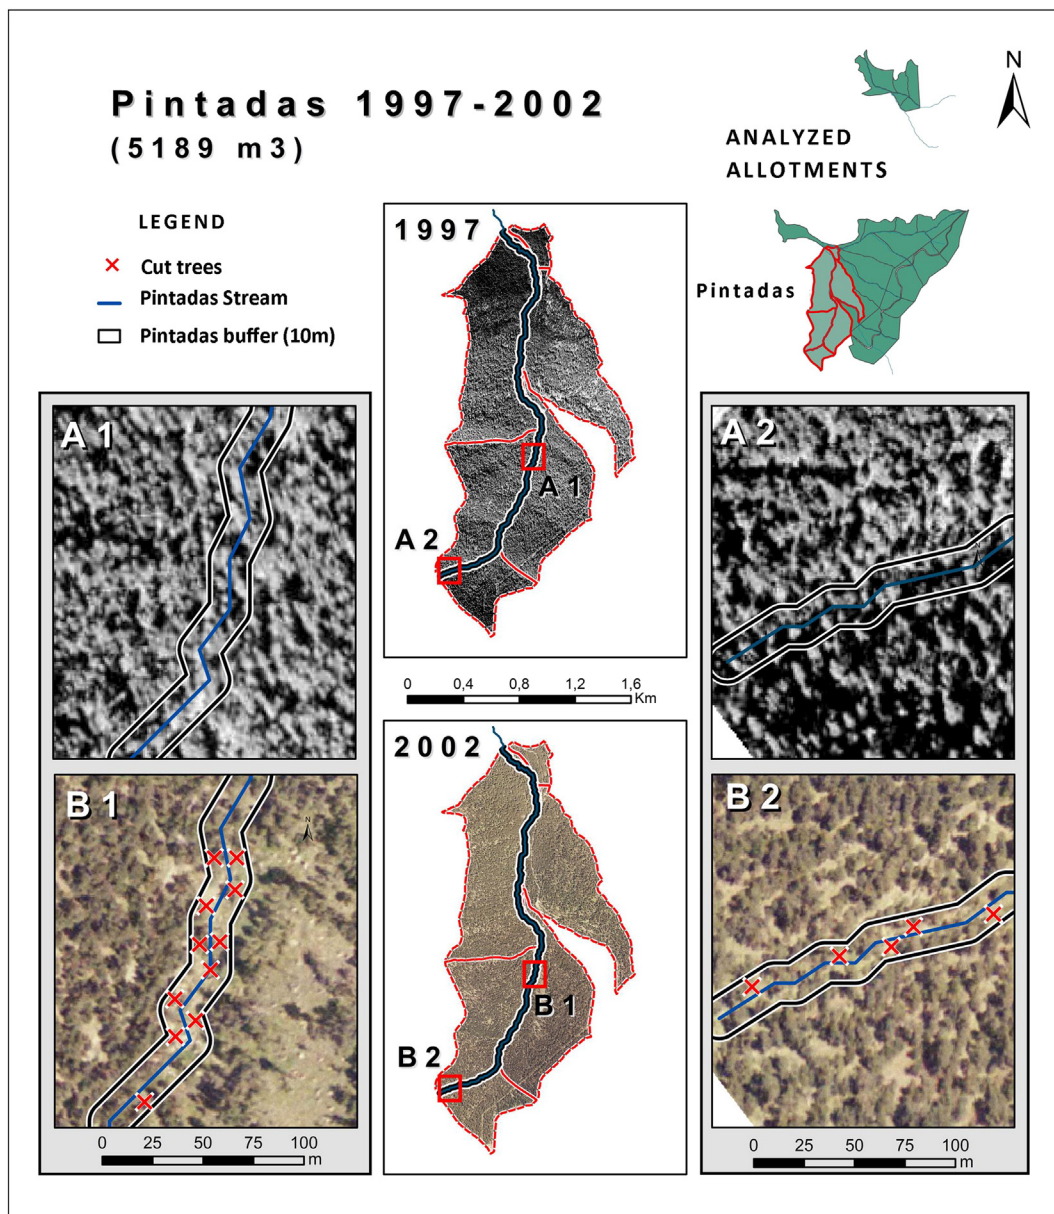 Pintadas 1997-2002
(5189 m3)
N
ANALYZED
ALLOTMENTS
LEGEND
Cut trees
Pintadas Stream
Pintadas buffer (10m)
Pintadas
1997
A 1
A 2
A 1
A 2
0 0,4 0,8 1,2 1,6
Km
2002
B 1
B 2
N
B 1
B 2
0 25 50 75 100
m
0 25 50 75 100
m